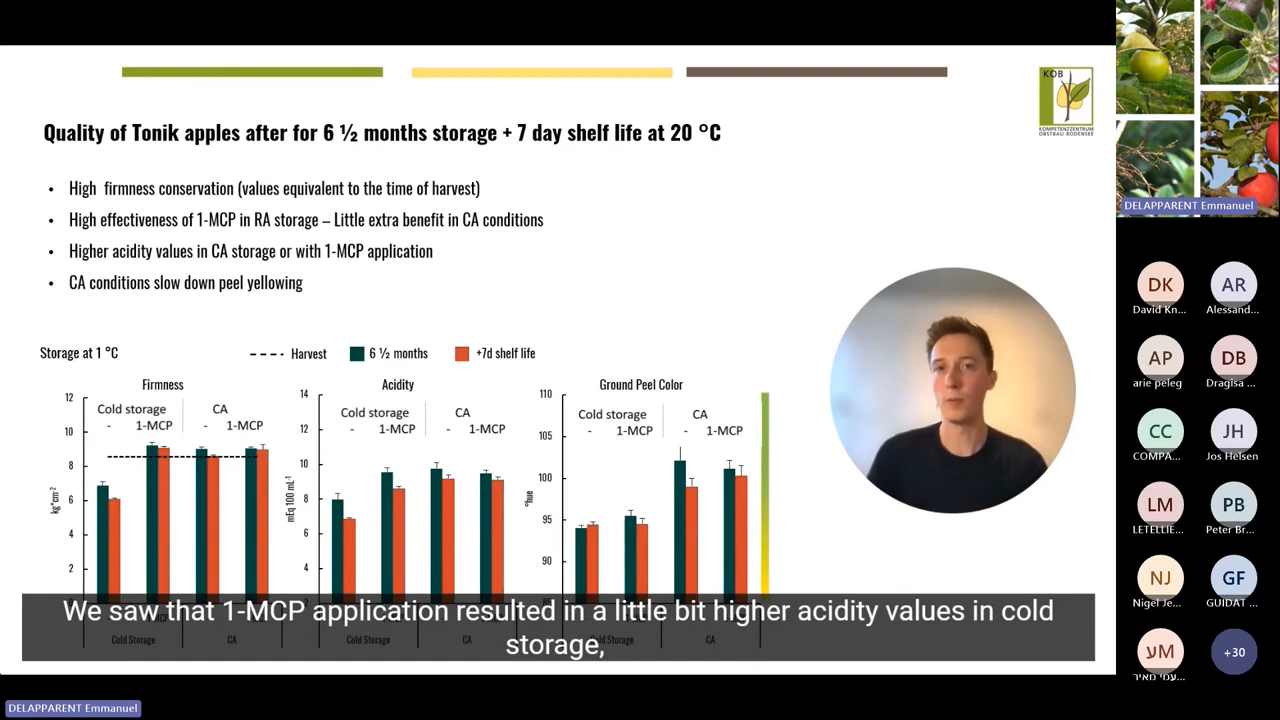 KOB
KOMPETENZZENTRUM
OBSTBAU BODENSEE
Quality of Tonik apples after for 6 ½ months storage + 7 day shelf life at 20 °C
• High firmness conservation (values equivalent to the time of harvest)
• High effectiveness of 1-MCP in RA storage – Little extra benefit in CA conditions
• Higher acidity values in CA storage or with 1-MCP application
• CA conditions slow down peel yellowing
Storage at 1 °C
Harvest
6 ½ months
+7d shelf life
Firmness
12
10
8
6
4
2
kg*cm²
Cold storage
CA
- 1-MCP
- 1-MCP
Cold Storage
CA
Acidity
14
12
10
8
6
4
mEq 100 mL⁻¹
Cold storage
CA
- 1-MCP
- 1-MCP
Cold Storage
CA
Ground Peel Color
110
105
100
95
90
°hue
Cold storage
CA
- 1-MCP
- 1-MCP
Cold Storage
CA
We saw that 1-MCP application resulted in a little bit higher acidity values in cold
storage,
DELAPPARENT Emmanuel
DK
David Kn...
AR
Alessand...
AP
arie peleg
DB
Dragisa ...
CC
COMPA...
JH
Jos Helsen
LM
LETELLIE...
PB
Peter Br...
NJ
Nigel Je...
GF
GUIDAT ...
עM
עמי מאיר...
+30
DELAPPARENT Emmanuel